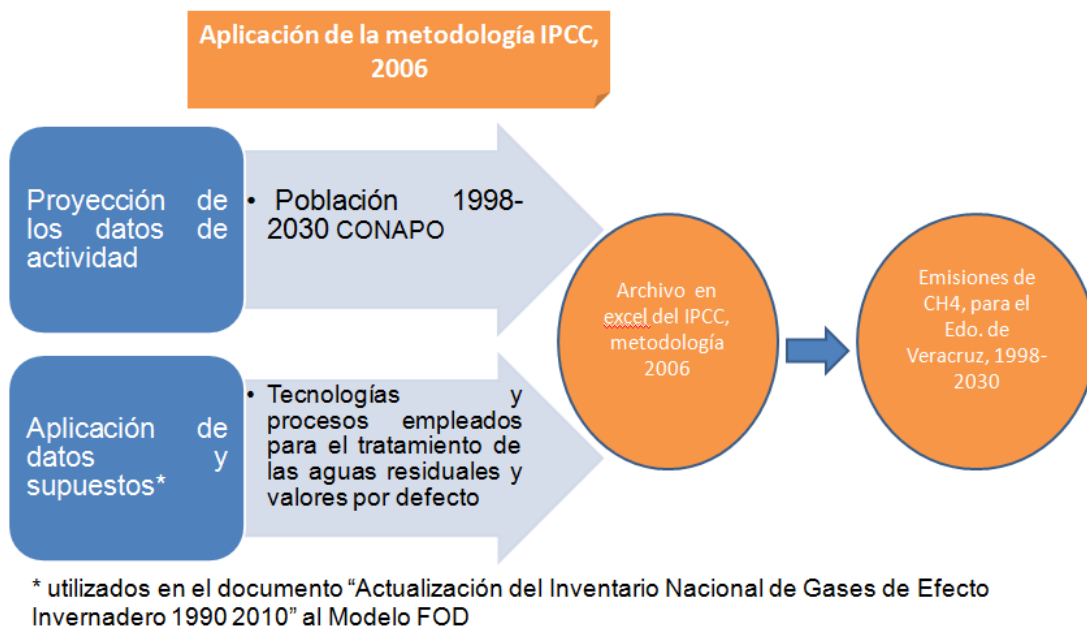 Aplicación de la metodología IPCC,
2006
Proyección de
los datos de
actividad
• Población 1998-
2030 CONAPO
Aplicación de
datos y
supuestos*
• Tecnologías y
procesos empleados
para el tratamiento de
las aguas residuales y
valores por defecto
Archivo en
excel del IPCC,
metodología
2006
Emisiones de
CH4, para el
Edo. de
Veracruz, 1998-
2030
* utilizados en el documento “Actualización del Inventario Nacional de Gases de Efecto
Invernadero 1990 2010” al Modelo FOD